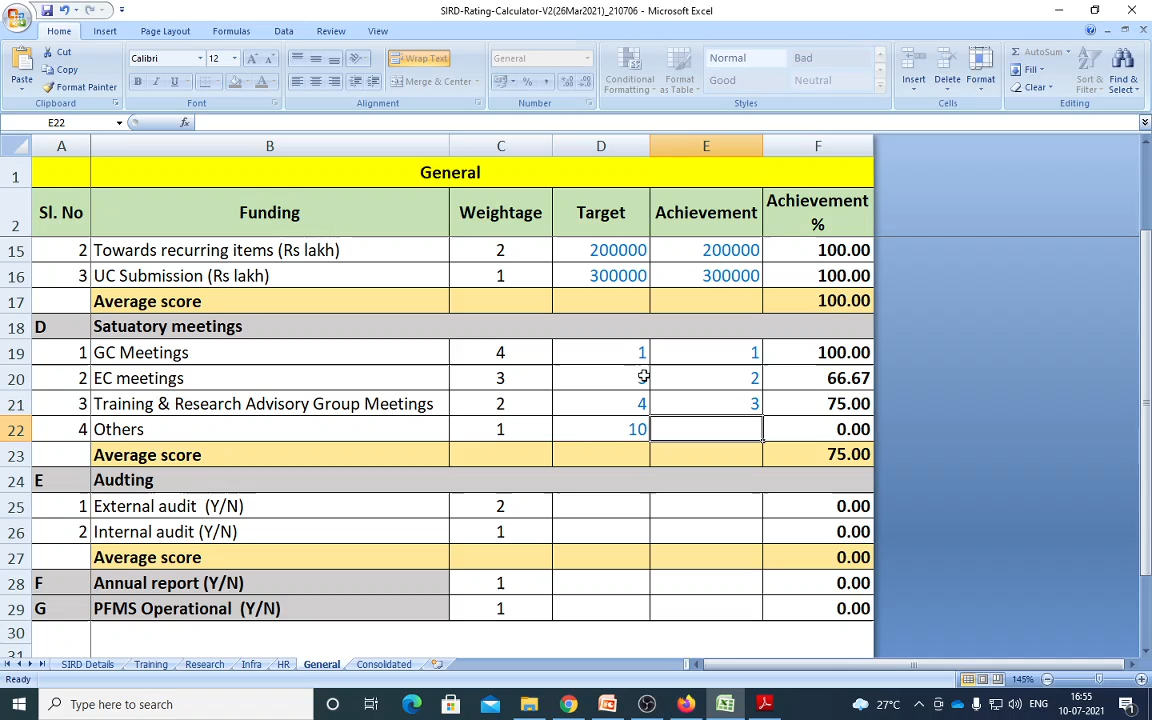 SIRD-Rating-Calculator-V2(26Mar2021)_210706 - Microsoft Excel
Home Insert Page Layout Formulas Data Review View
Paste Cut Copy Format Painter
Calibri 12 Wrap Text General Normal Bad
B I U Merge & Center % , Conditional Formatting Format as Table Good Neutral
Insert Delete Format AutoSum Fill Clear Sort & Filter Find & Select
Clipboard Font Alignment Number Styles Cells Editing
E22 fx
A B C D E F
1 General
2 Sl. No Funding Weightage Target Achievement Achievement %
15 2 Towards recurring items (Rs lakh) 2 200000 200000 100.00
16 3 UC Submission (Rs lakh) 1 300000 300000 100.00
17 Average score 100.00
18 D Satuatory meetings
19 1 GC Meetings 4 1 1 100.00
20 2 EC meetings 3 2 66.67
21 3 Training & Research Advisory Group Meetings 2 4 3 75.00
22 4 Others 1 10 0.00
23 Average score 75.00
24 E Audting
25 1 External audit (Y/N) 2 0.00
26 2 Internal audit (Y/N) 1 0.00
27 Average score 0.00
28 F Annual report (Y/N) 1 0.00
29 G PFMS Operational (Y/N) 1 0.00
30
31
SIRD Details Training Research Infra HR General Consolidated
Ready 145%
Type here to search 27°C ENG 16:55
10-07-2021